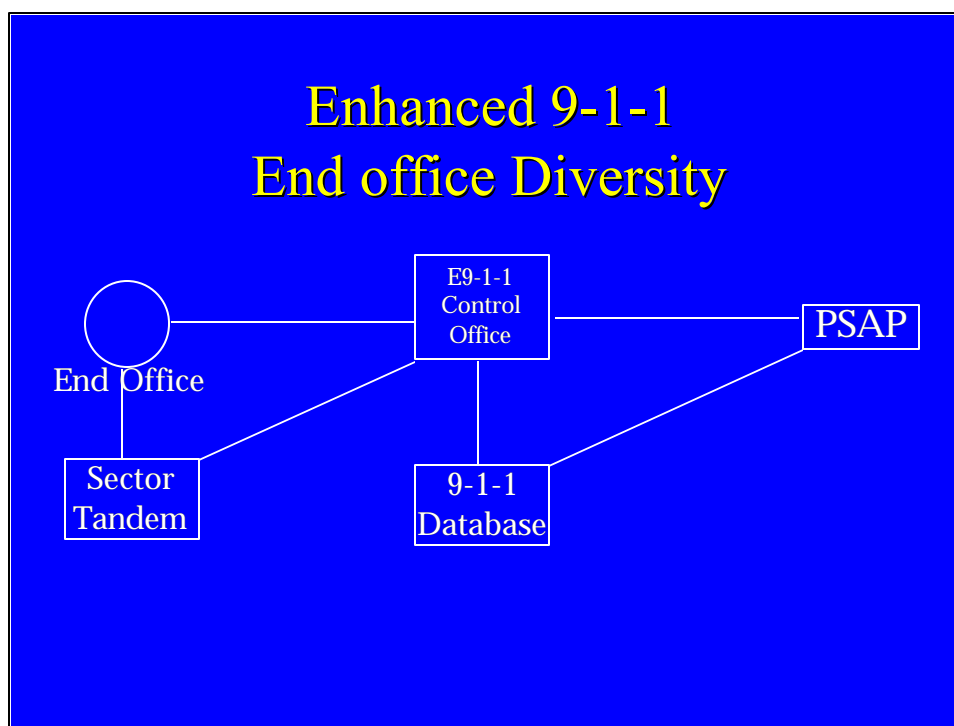 Enhanced 9-1-1
End office Diversity
E9-1-1
Control
Office
PSAP
End Office
Sector
Tandem
9-1-1
Database